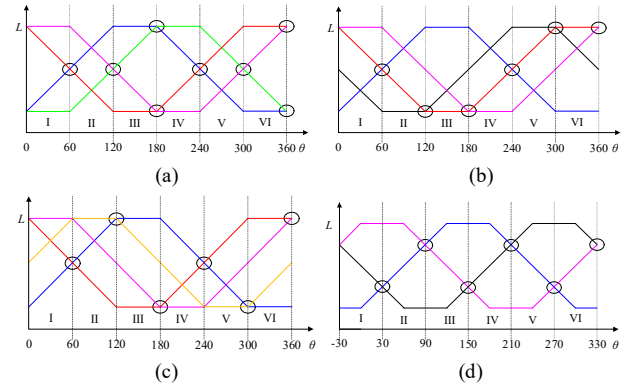 L
I II III IV V VI
0 60 120 180 240 300 360 θ
(a)
L
I II III IV V VI
0 60 120 180 240 300 360 θ
(b)
L
I II III IV V VI
0 60 120 180 240 300 360 θ
(c)
L
I II III IV V VI
-30 30 90 150 210 270 330 θ
(d)